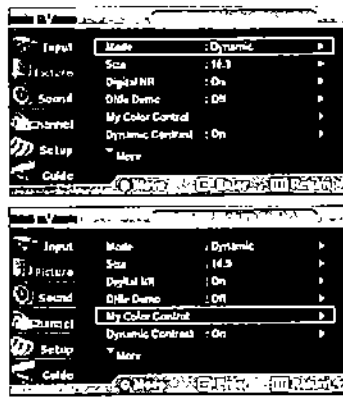 Input
Mode : Dynamic
Picture
Size : 16:9
Digital NR : On
Sound
DNIe Demo : Off
Channel
My Color Control
Dynamic Contrast : On
Setup
More
Guide
Move Enter Return
Input
Mode : Dynamic
Picture
Size : 16:9
Digital NR : On
Sound
DNIe Demo : Off
Channel
My Color Control
Dynamic Contrast : On
Setup
More
Guide
Move Enter Return